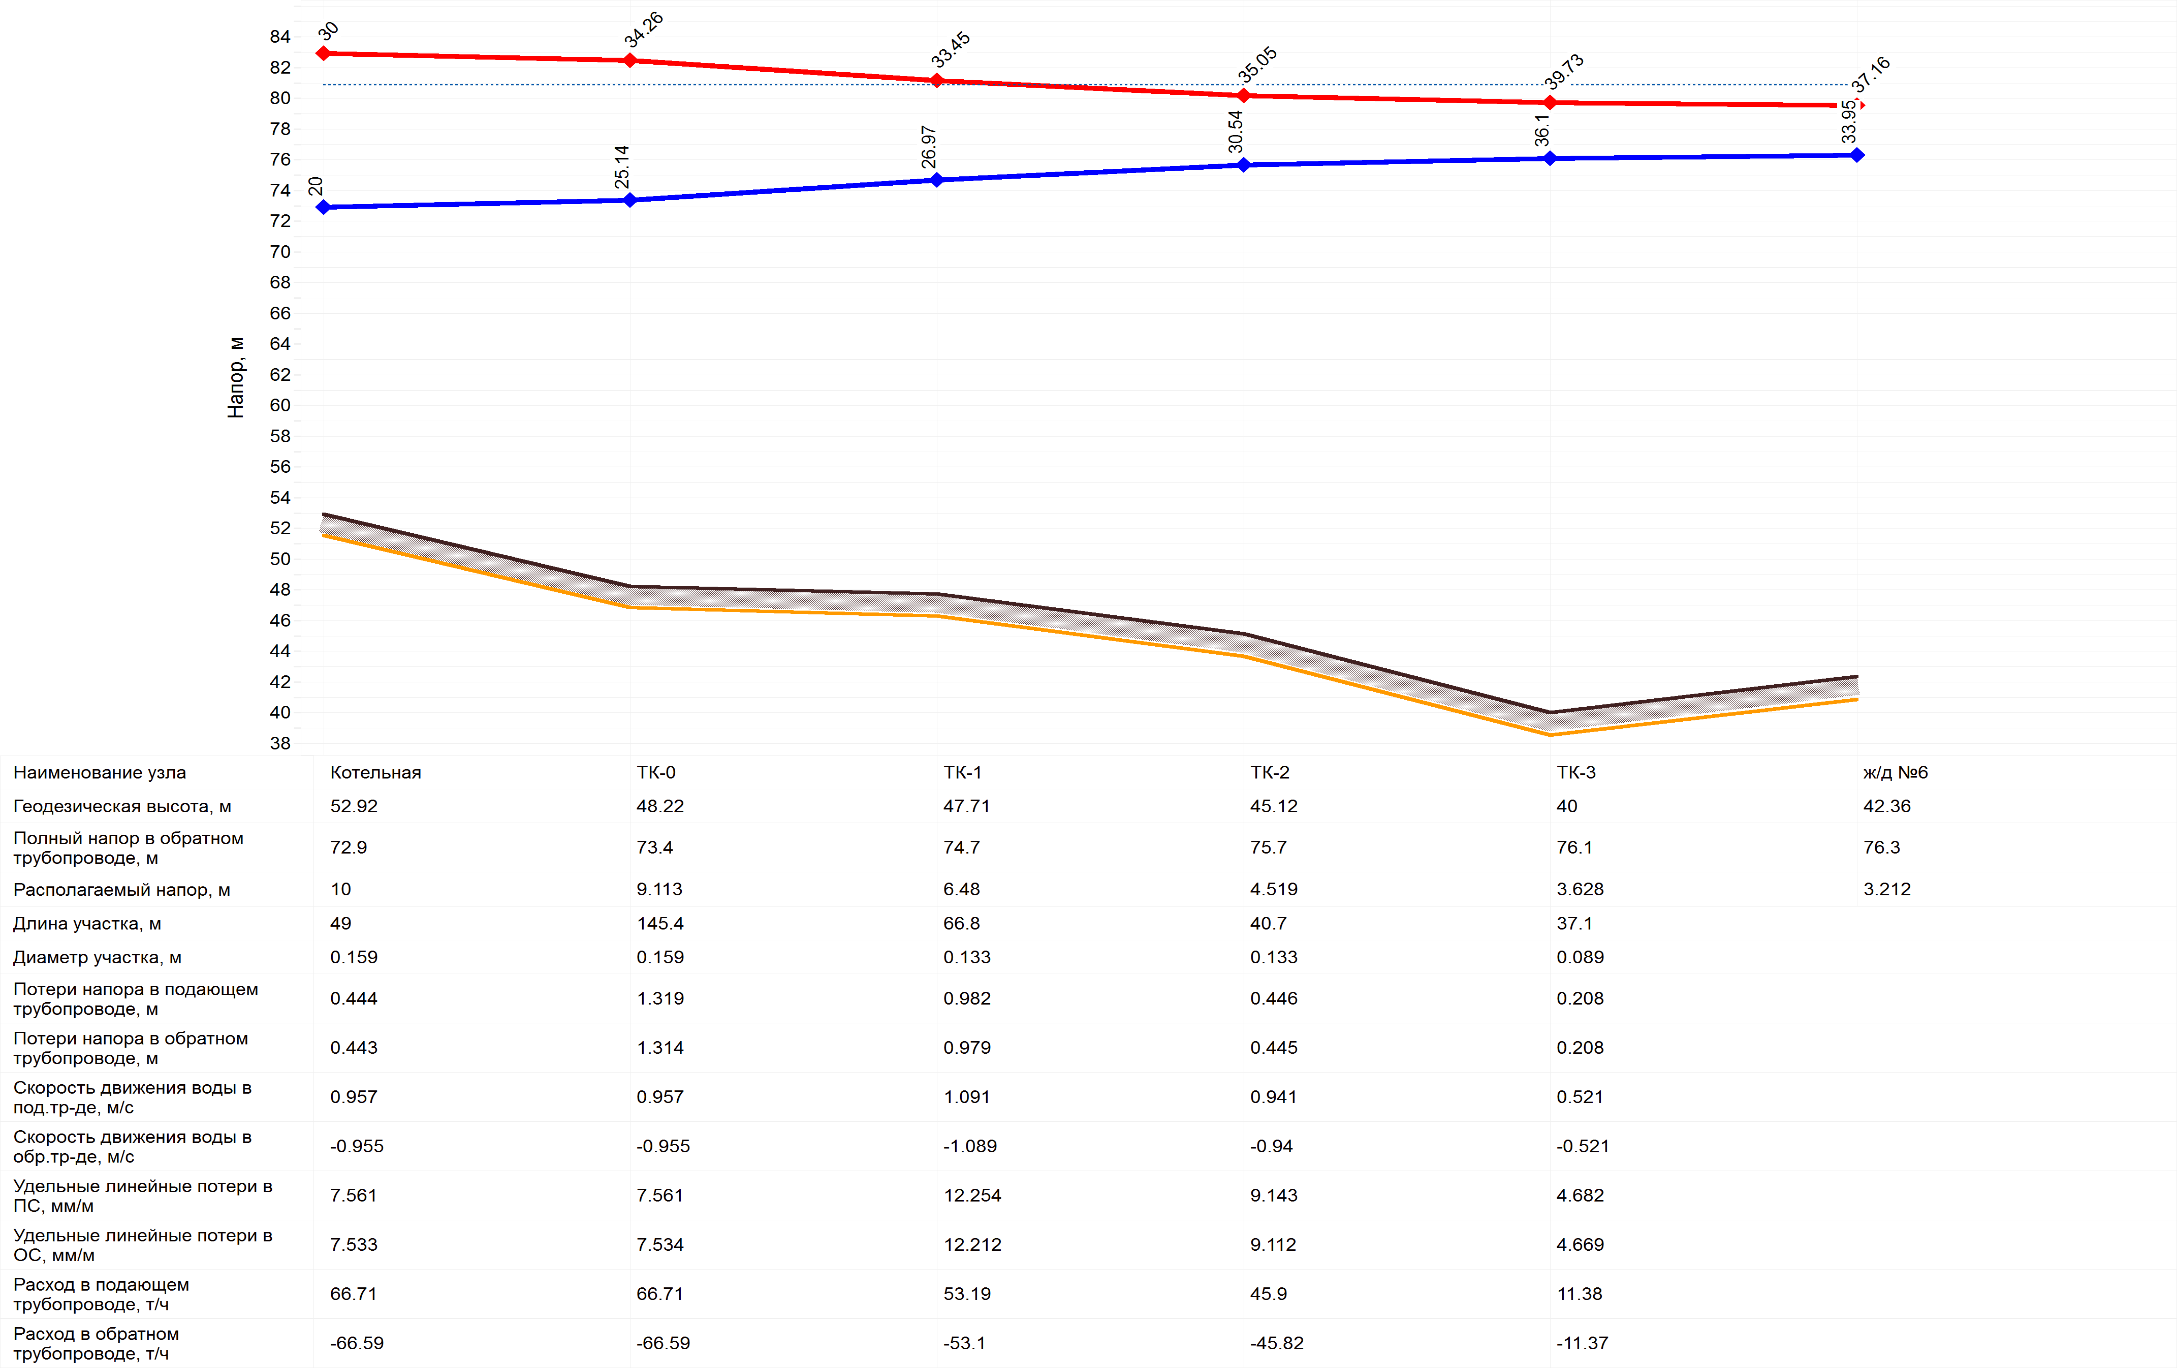 84
82
80
78
76
74
72
70
68
66
64
62
60
58
56
54
52
50
48
46
44
42
40
38
Напор, м
30
34.26
33.45
35.05
39.73
37.16
20
25.14
26.97
30.54
36.1
33.95
Наименование узла Котельная ТК-0 ТК-1 ТК-2 ТК-3 ж/д №6
Геодезическая высота, м 52.92 48.22 47.71 45.12 40 42.36
Полный напор в обратном
трубопроводе, м 72.9 73.4 74.7 75.7 76.1 76.3
Располагаемый напор, м 10 9.113 6.48 4.519 3.628 3.212
Длина участка, м 49 145.4 66.8 40.7 37.1
Диаметр участка, м 0.159 0.159 0.133 0.133 0.089
Потери напора в подающем
трубопроводе, м 0.444 1.319 0.982 0.446 0.208
Потери напора в обратном
трубопроводе, м 0.443 1.314 0.979 0.445 0.208
Скорость движения воды в
под.тр-де, м/с 0.957 0.957 1.091 0.941 0.521
Скорость движения воды в
обр.тр-де, м/с -0.955 -0.955 -1.089 -0.94 -0.521
Удельные линейные потери в
ПС, мм/м 7.561 7.561 12.254 9.143 4.682
Удельные линейные потери в
ОС, мм/м 7.533 7.534 12.212 9.112 4.669
Расход в подающем
трубопроводе, т/ч 66.71 66.71 53.19 45.9 11.38
Расход в обратном
трубопроводе, т/ч -66.59 -66.59 -53.1 -45.82 -11.37